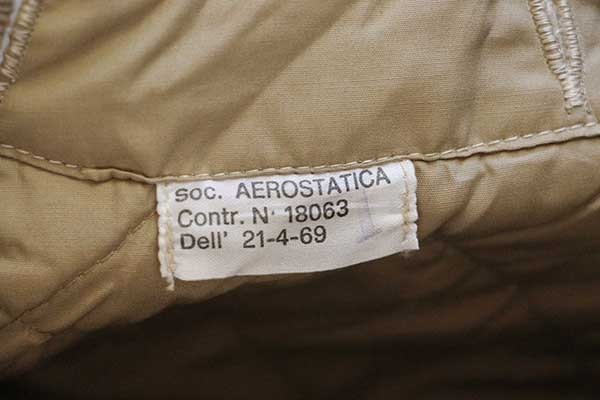 soc. AEROSTATICA
Contr. N· 18063
Dell' 21-4-69